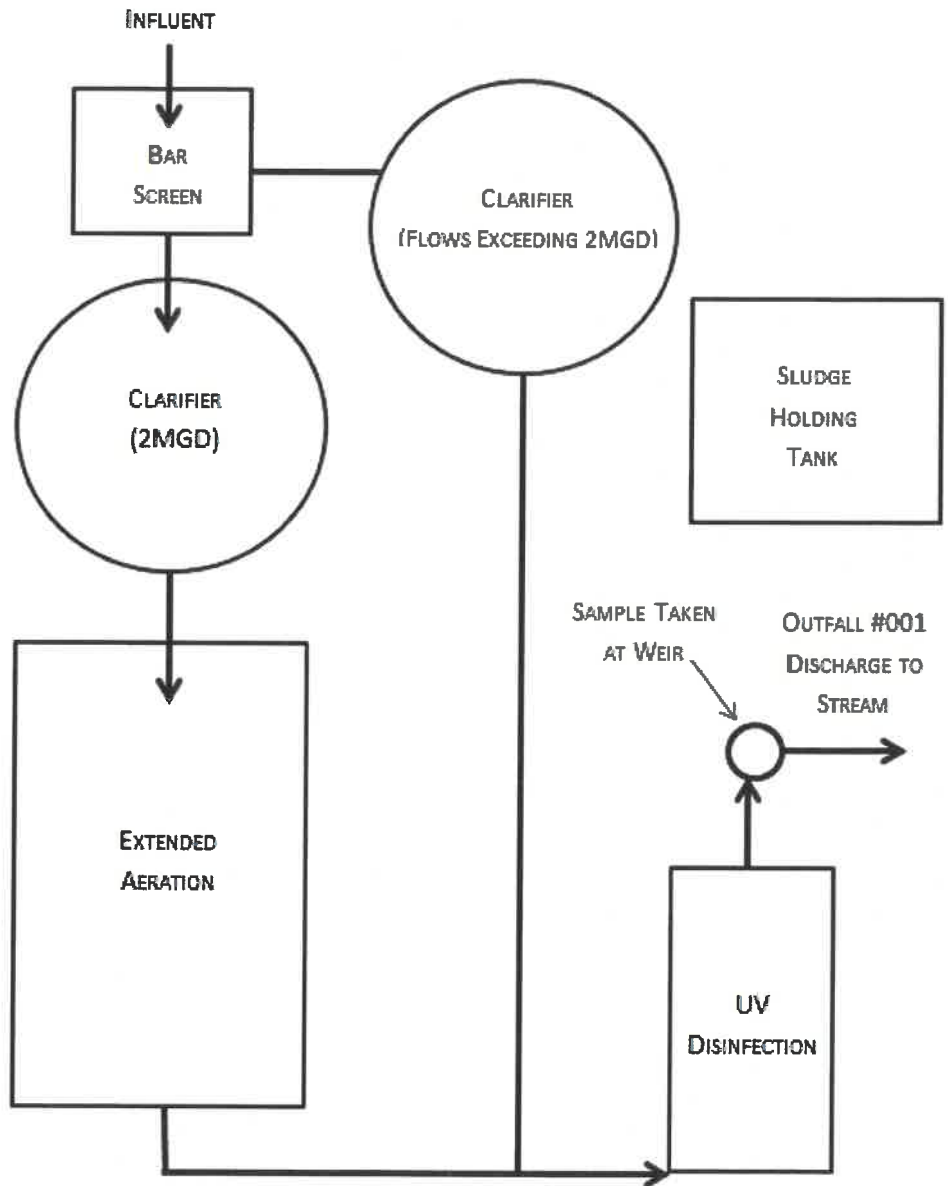 INFLUENT
BAR
SCREEN
CLARIFIER
(FLOWS EXCEEDING 2MGD)
CLARIFIER
(2MGD)
SLUDGE
HOLDING
TANK
SAMPLE TAKEN
AT WEIR
OUTFALL #001
DISCHARGE TO
STREAM
EXTENDED
AERATION
UV
DISINFECTION